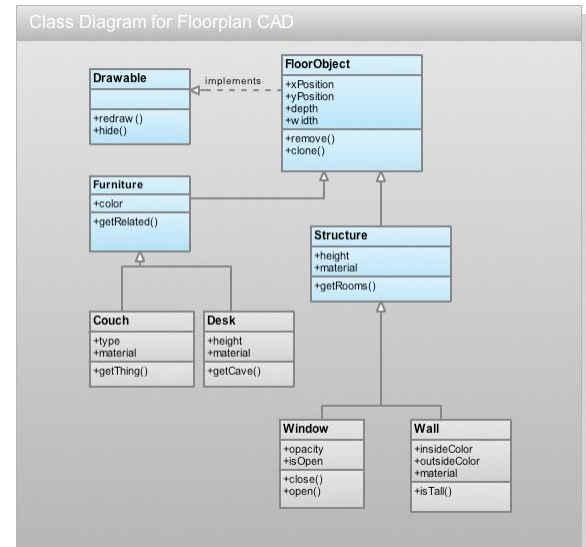 Class Diagram for Floorplan CAD
Drawable
+redraw()
+hide()
implements
FloorObject
+xPosition
+yPosition
+depth
+width
+remove()
+clone()
Furniture
+color
+getRelated()
Structure
+height
+material
+getRooms()
Couch
+type
+material
+getThing()
Desk
+height
+material
+getCave()
Window
+opacity
+isOpen
+close()
+open()
Wall
+insideColor
+outsideColor
+material
+isTall()